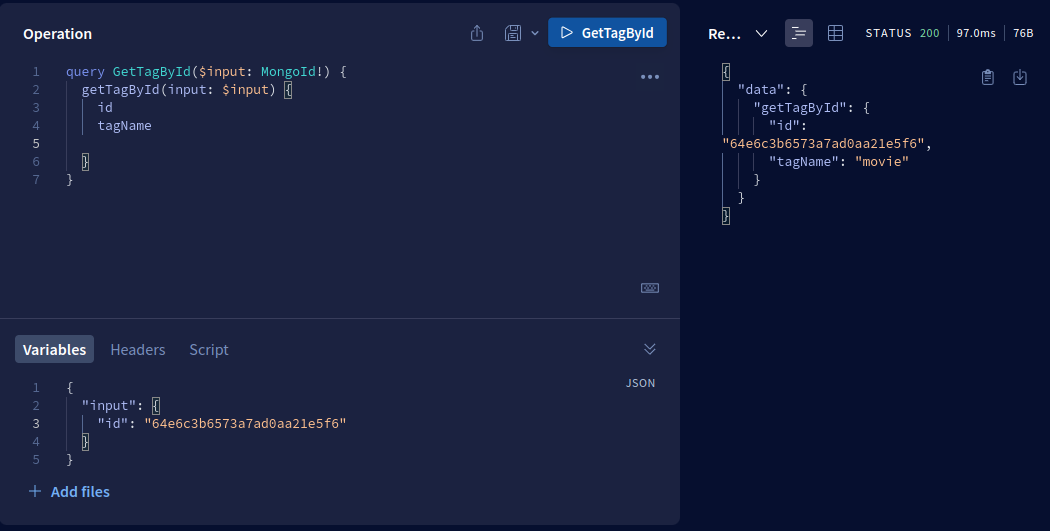 Operation
GetTagById
1 query GetTagById($input: MongoId!) {
2   getTagById(input: $input) {
3     id
4     tagName
5
6   }
7 }
Variables Headers Script
JSON
1 {
2   "input": {
3     "id": "64e6c3b6573a7ad0aa21e5f6"
4   }
5 }
+ Add files
Re... STATUS 200 97.0ms 76B
{
  "data": {
    "getTagById": {
      "id":
"64e6c3b6573a7ad0aa21e5f6",
      "tagName": "movie"
    }
  }
}